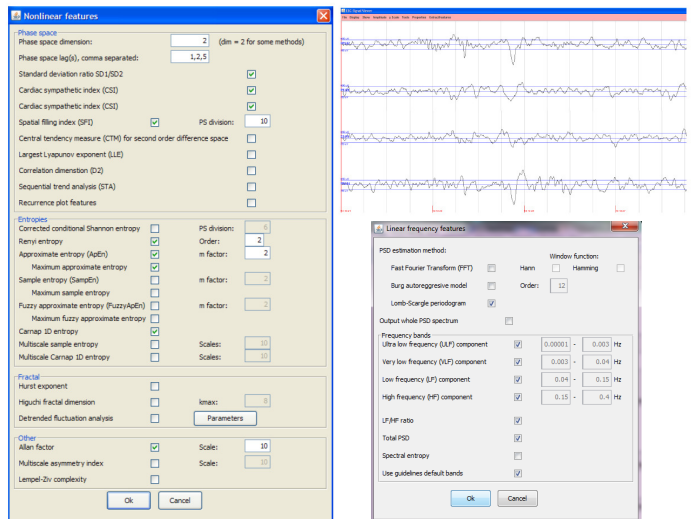 Nonlinear features
Phase space
Phase space dimension: 2 (dim = 2 for some methods)
Phase space lag(s), comma separated: 1,2,5
Standard deviation ratio SD1/SD2
Cardiac sympathetic index (CSI)
Cardiac sympathetic index (CSI)
Spatial filling index (SFI) PS division: 10
Central tendency measure (CTM) for second order difference space
Largest Lyapunov exponent (LLE)
Correlation dimenstion (D2)
Sequential trend analysis (STA)
Recurrence plot features
Entropies
Corrected conditional Shannon entropy PS division: 6
Renyi entropy Order: 2
Approximate entropy (ApEn) m factor: 2
Maximum approximate entropy
Sample entropy (SampEn) m factor: 2
Maximum sample entropy
Fuzzy approximate entropy (FuzzyApEn) m factor: 2
Maximum fuzzy approximate entropy
Carnap 1D entropy
Multiscale sample entropy Scales: 10
Multiscale Carnap 1D entropy Scales: 10
Fractal
Hurst exponent
Higuchi fractal dimension kmax: 8
Detrended fluctuation analysis Parameters
Other
Allan factor Scale: 10
Multiscale asymmetry index Scale: 10
Lempel-Ziv complexity
Ok Cancel
Linear frequency features
PSD estimation method:
Window function:
Fast Fourier Transform (FFT) Hann Hamming
Burg autoreggresive model Order: 12
Lomb-Scargle periodogram
Output whole PSD spectrum
Frequency bands
Ultra low frequency (ULF) component 0.00001 - 0.003 Hz
Very low frequency (VLF) component 0.003 - 0.04 Hz
Low frequency (LF) component 0.04 - 0.15 Hz
High frequency (HF) component 0.15 - 0.4 Hz
LF/HF ratio
Total PSD
Spectral entropy
Use guidelines default bands
Ok Cancel